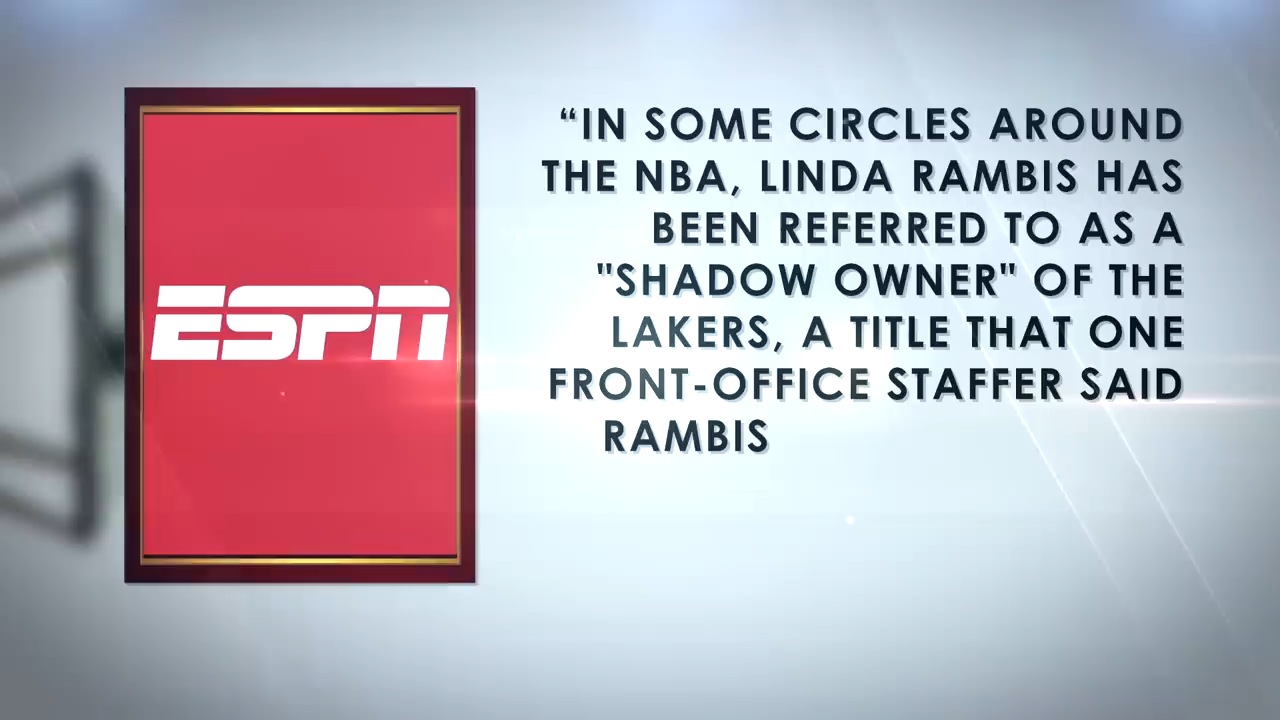 ESPN
“IN SOME CIRCLES AROUND
THE NBA, LINDA RAMBIS HAS
BEEN REFERRED TO AS A
"SHADOW OWNER" OF THE
LAKERS, A TITLE THAT ONE
FRONT-OFFICE STAFFER SAID
RAMBIS